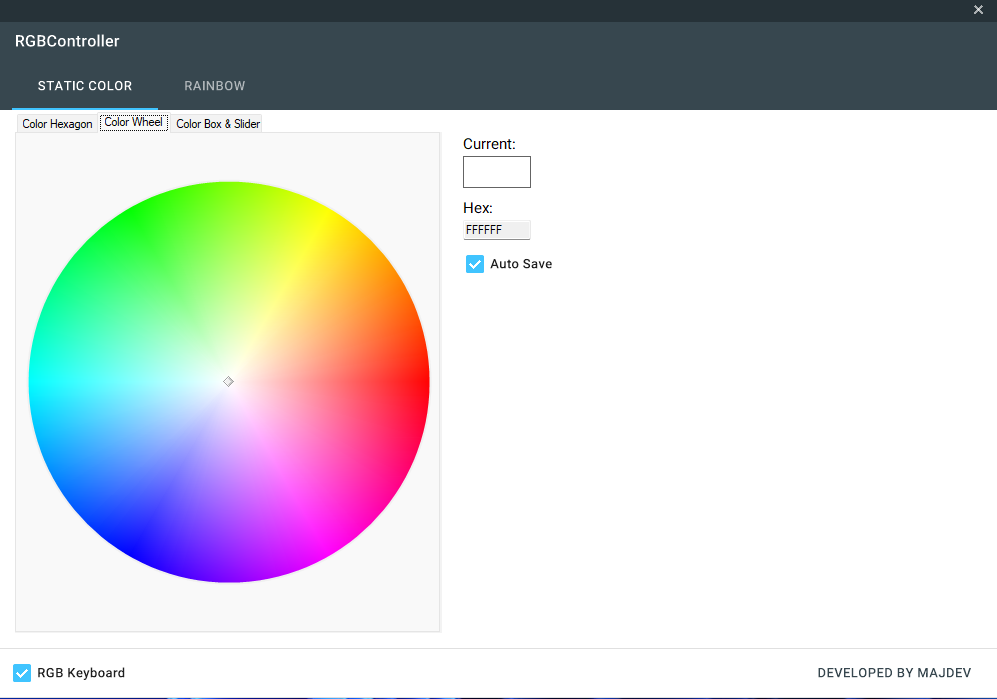 RGBController
STATIC COLOR RAINBOW
Color Hexagon Color Wheel Color Box & Slider
Current:
Hex:
FFFFFF
Auto Save
RGB Keyboard DEVELOPED BY MAJDEV